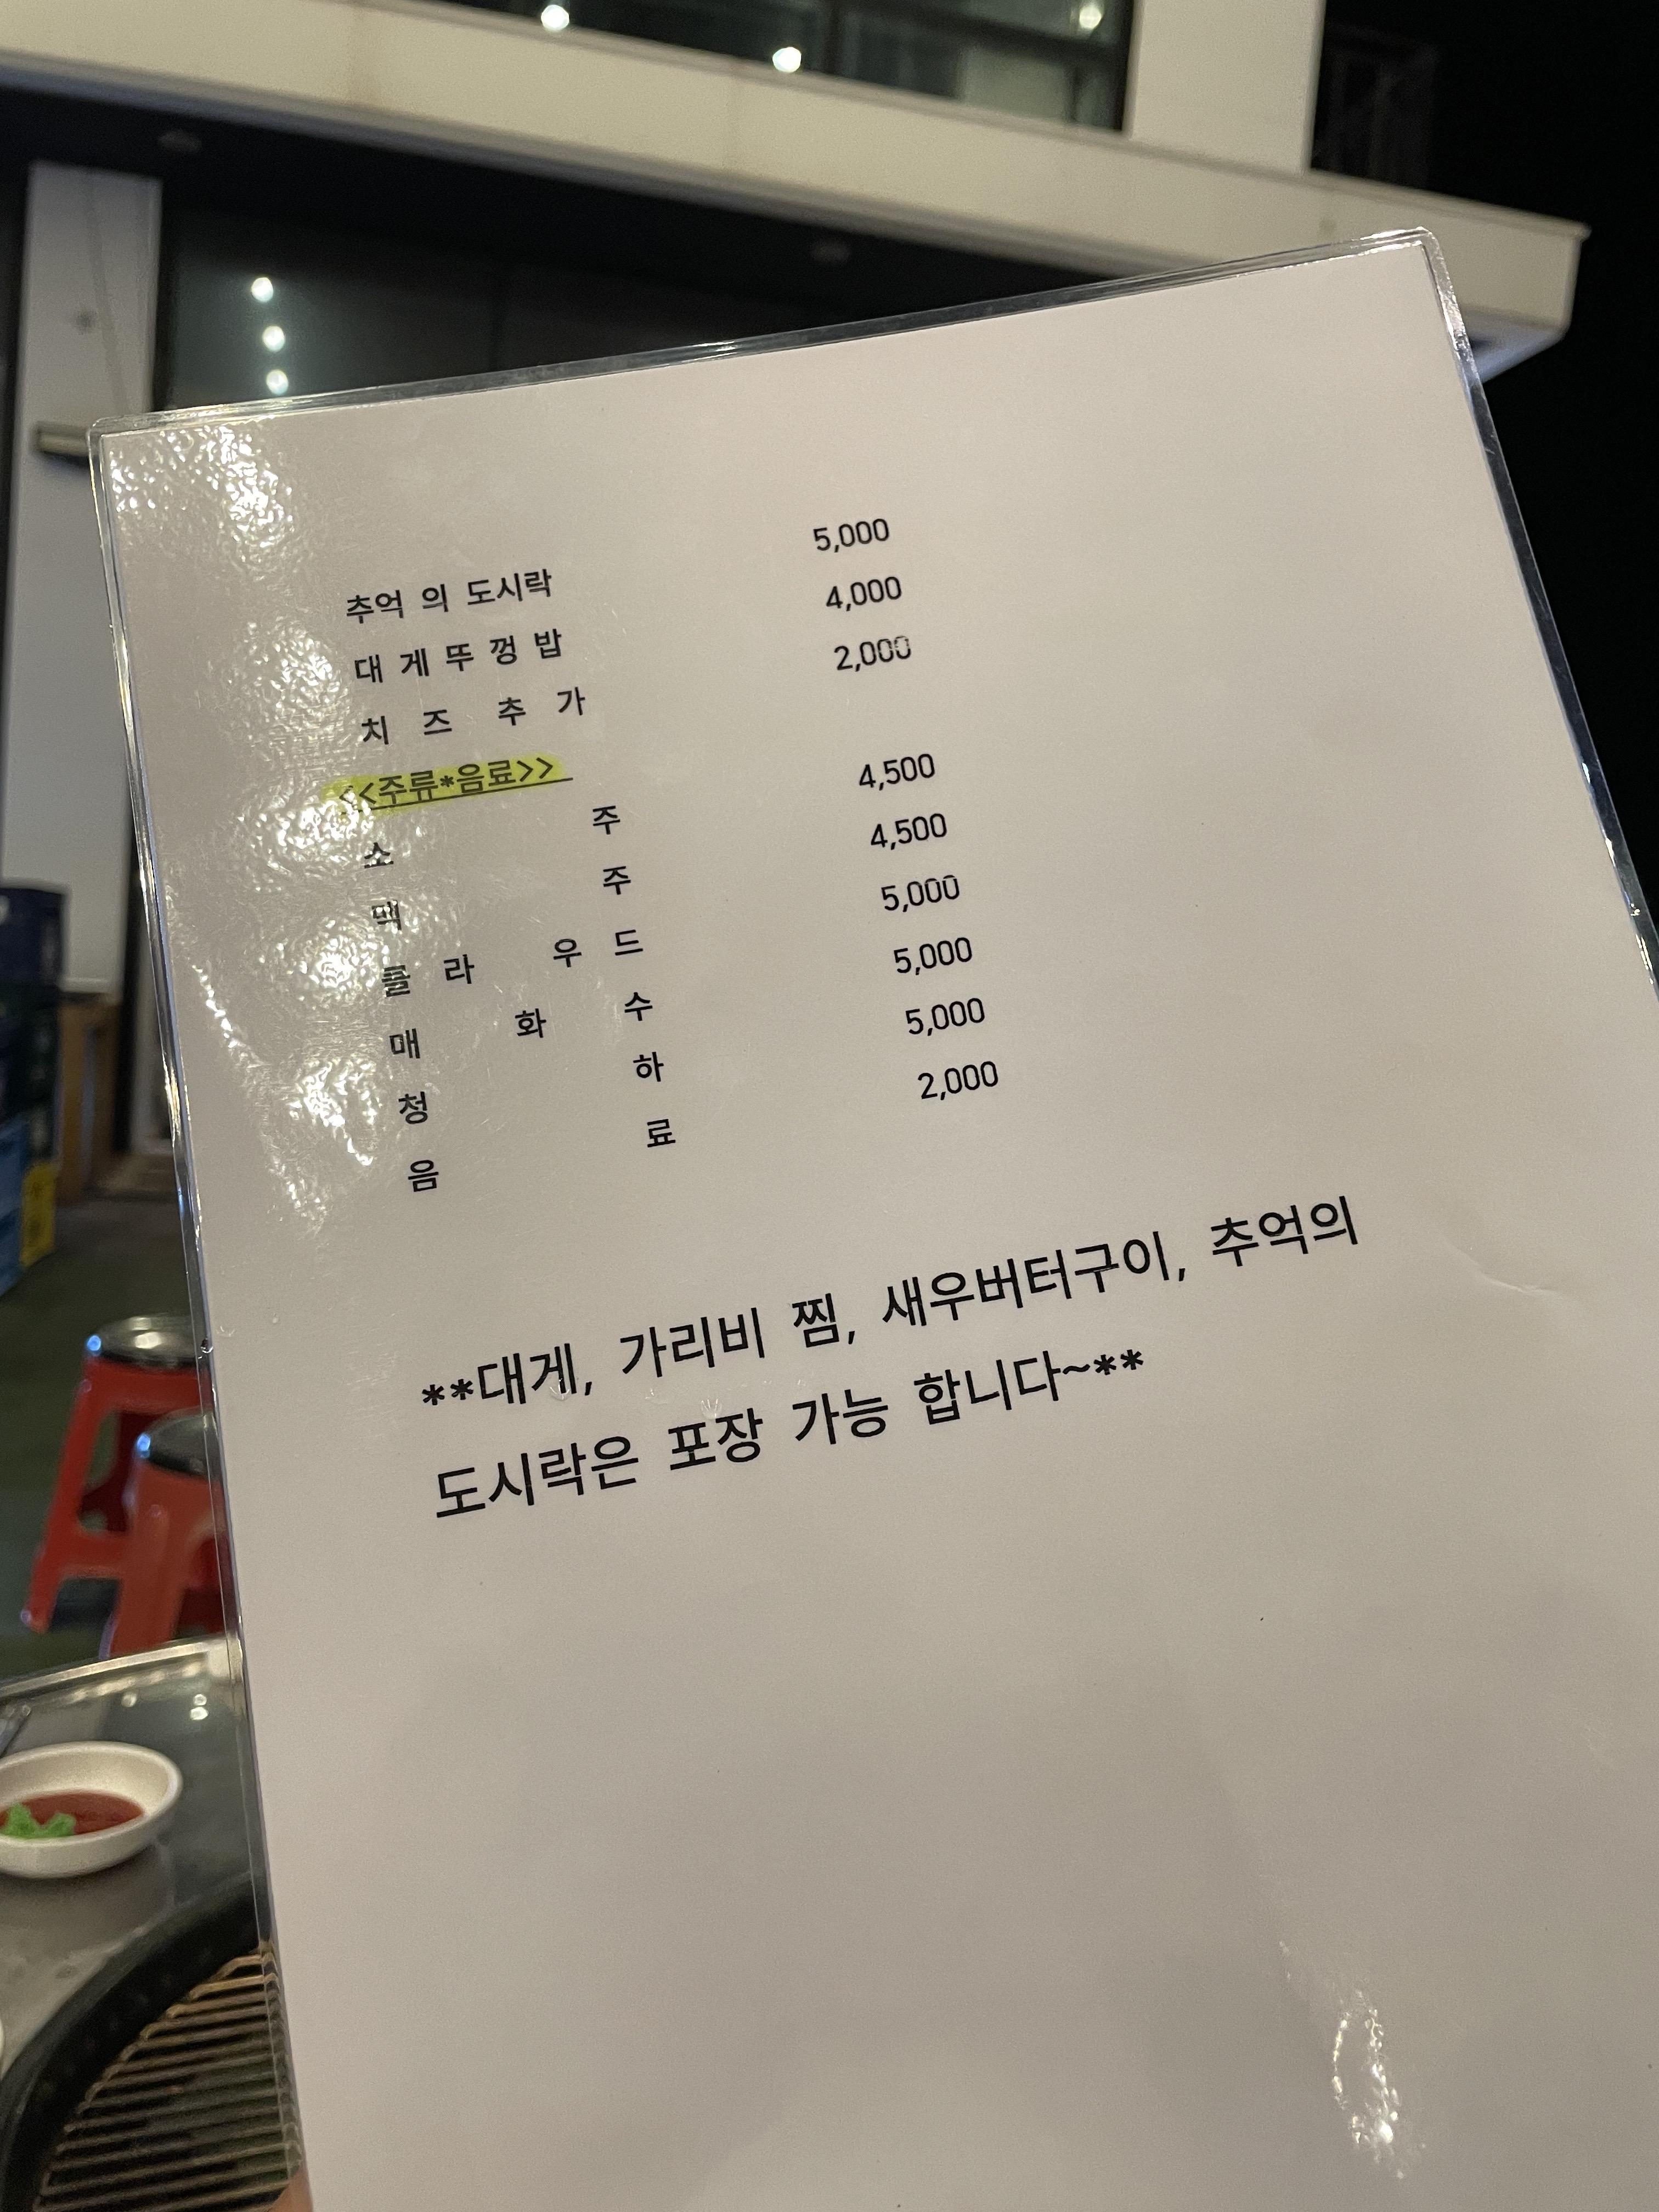 추억 의 도시락 5,000
대 게 뚜 껑 밥 4,000
치 즈 추 가 2,000
<<주류*음료>>
소 주 4,500
맥 주 4,500
클 라 우 드 5,000
매 화 수 5,000
청 하 5,000
음 료 2,000
**대게, 가리비 찜, 새우버터구이, 추억의
도시락은 포장 가능 합니다~**